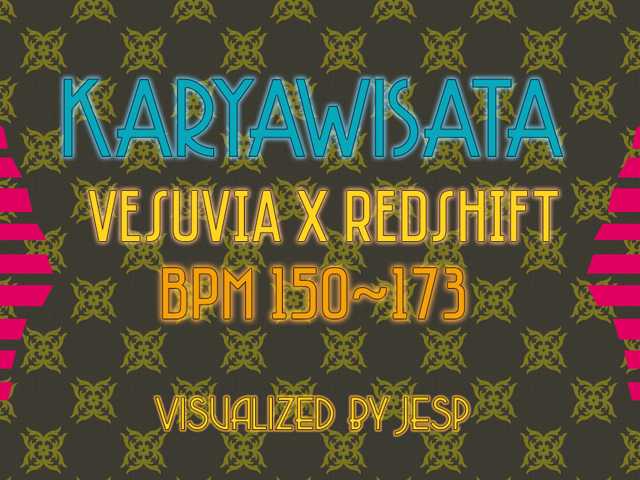 KARYAWISATA
VESUVIA X REDSHIFT
BPM 150~173
VISUALIZED BY JESP